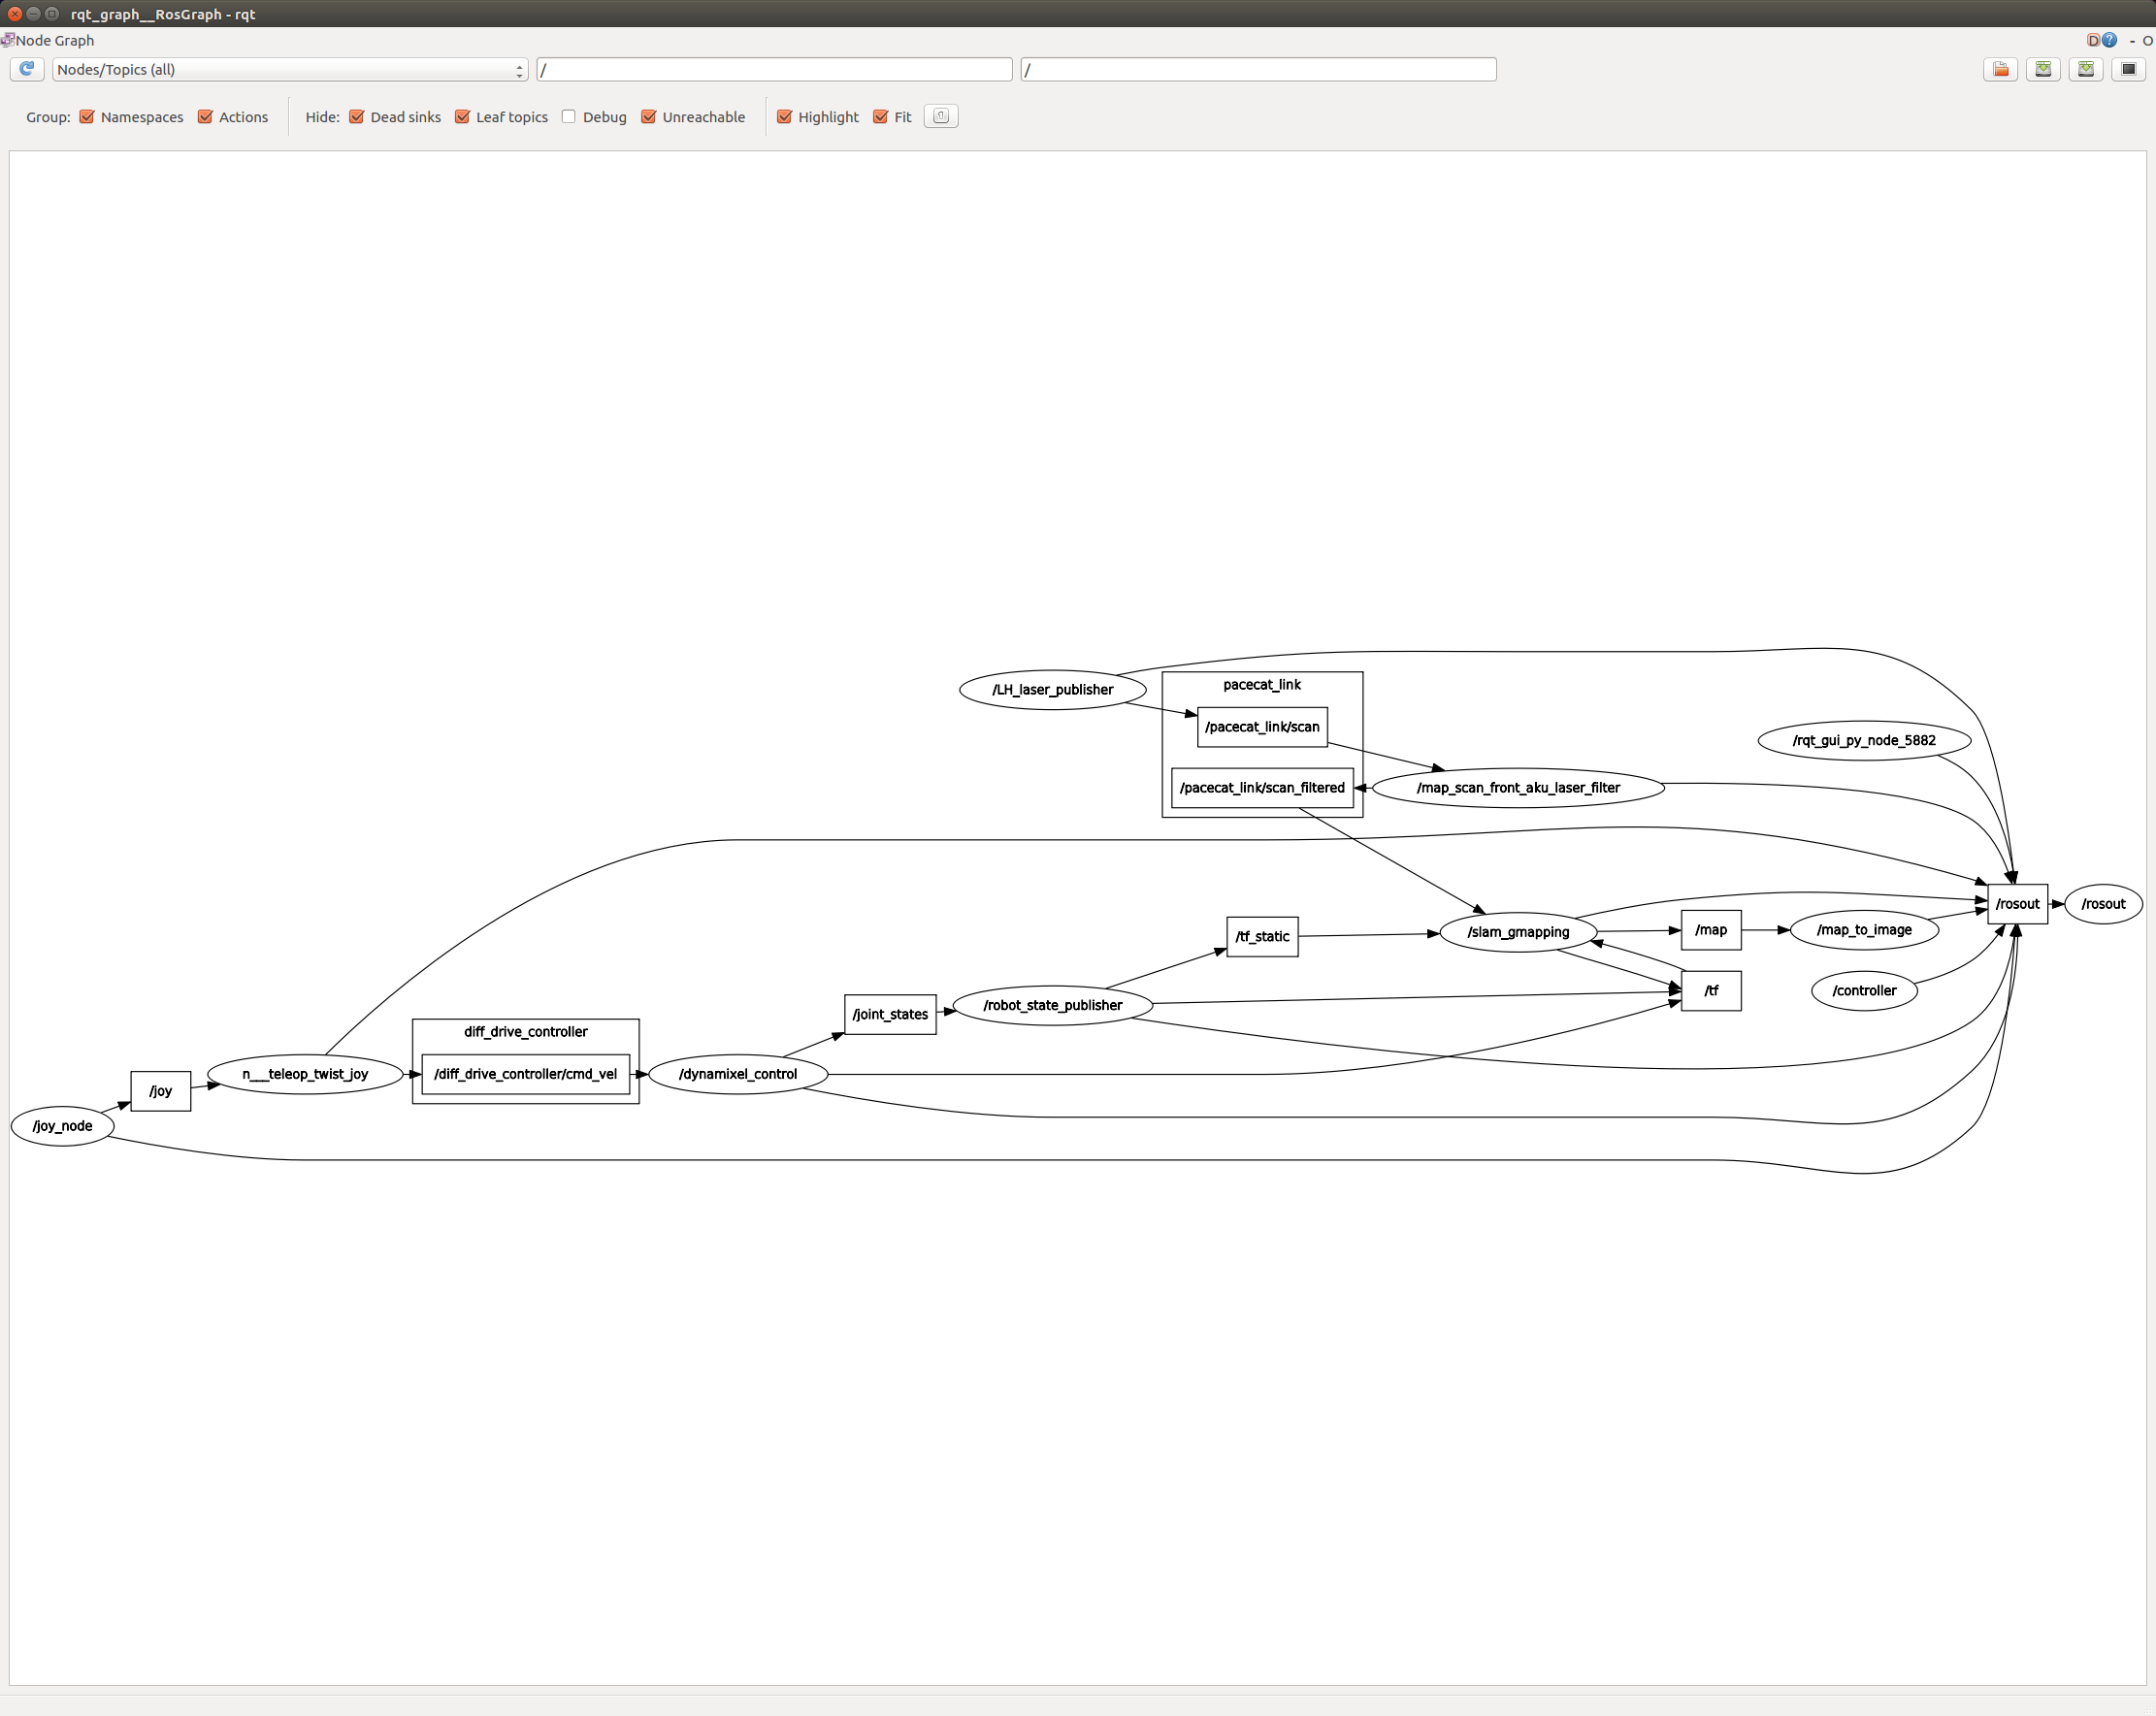 rqt_graph__RosGraph - rqt
Node Graph
D ? - O
Nodes/Topics (all) / /
Group: Namespaces Actions Hide: Dead sinks Leaf topics Debug Unreachable Highlight Fit
/LH_laser_publisher
pacecat_link
/pacecat_link/scan
/rqt_gui_py_node_5882
/pacecat_link/scan_filtered
/map_scan_front_aku_laser_filter
/rosout
/rosout
/tf_static
/slam_gmapping
/map
/map_to_image
/tf
/controller
/joint_states
/robot_state_publisher
diff_drive_controller
n___teleop_twist_joy
/diff_drive_controller/cmd_vel
/dynamixel_control
/joy
/joy_node